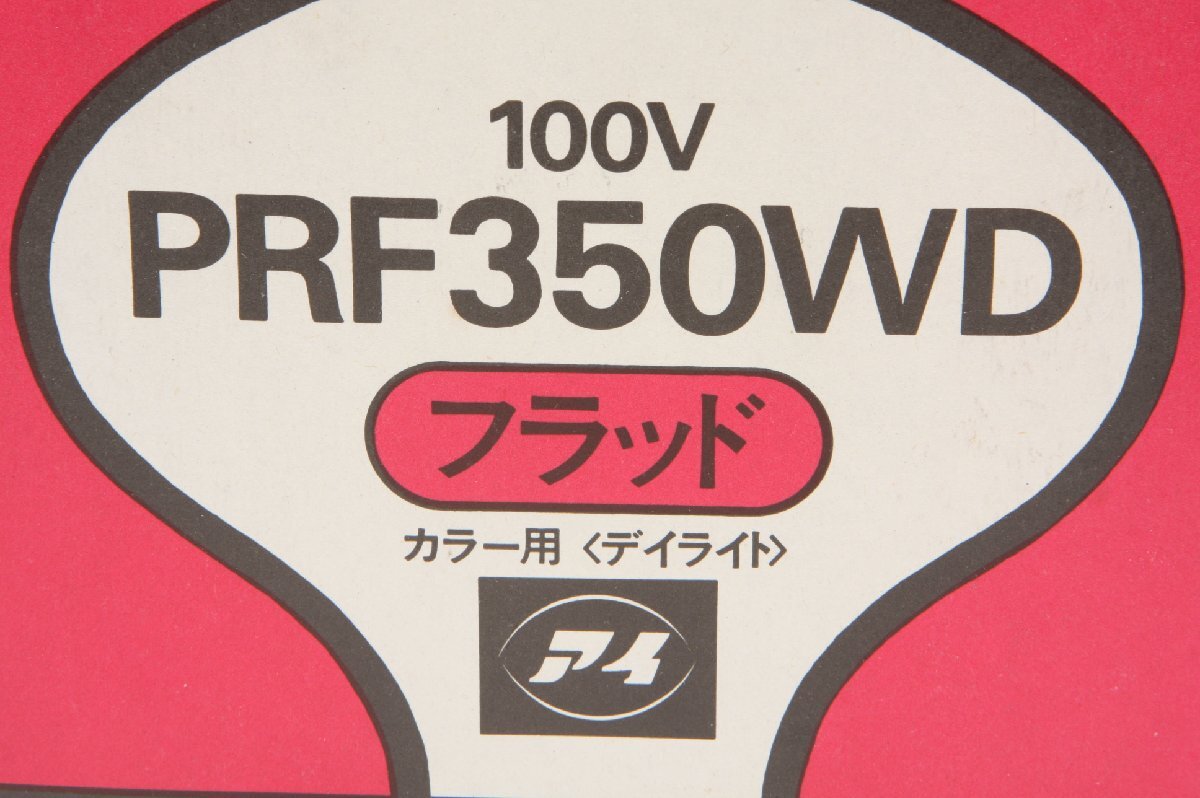 100V
PRF350WD
フラッド
カラー用〈デイライト〉
アイ